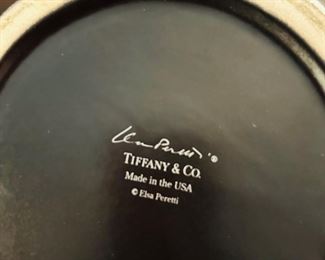 Elsa Peretti ®
TIFFANY & CO.
Made in the USA
© Elsa Peretti